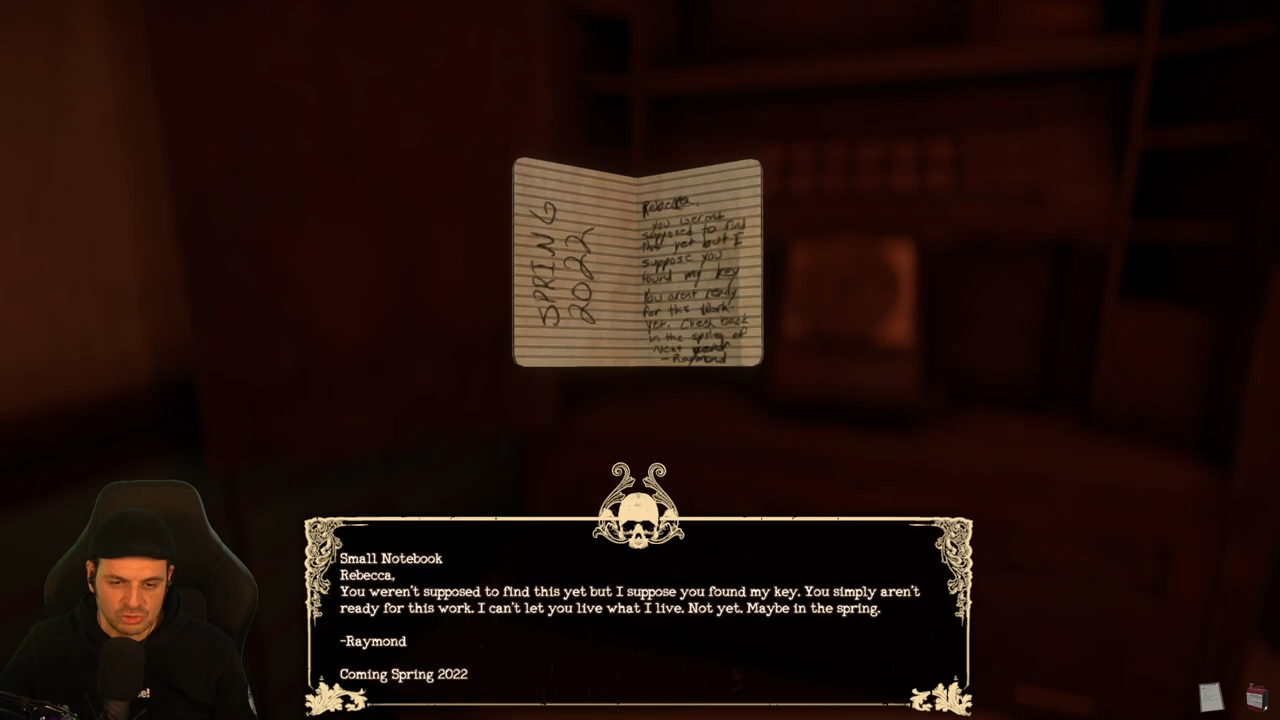 SPRING
2022
Rebecca,
You werent
supposed to find
this yet but I
suppose you
found my key
You arent ready
for this work
yet. Check back
in the spring of
next year
-Raymond
Small Notebook
Rebecca,
You weren't supposed to find this yet but I suppose you found my key. You simply aren't
ready for this work. I can't let you live what I live. Not yet. Maybe in the spring.
-Raymond
Coming Spring 2022